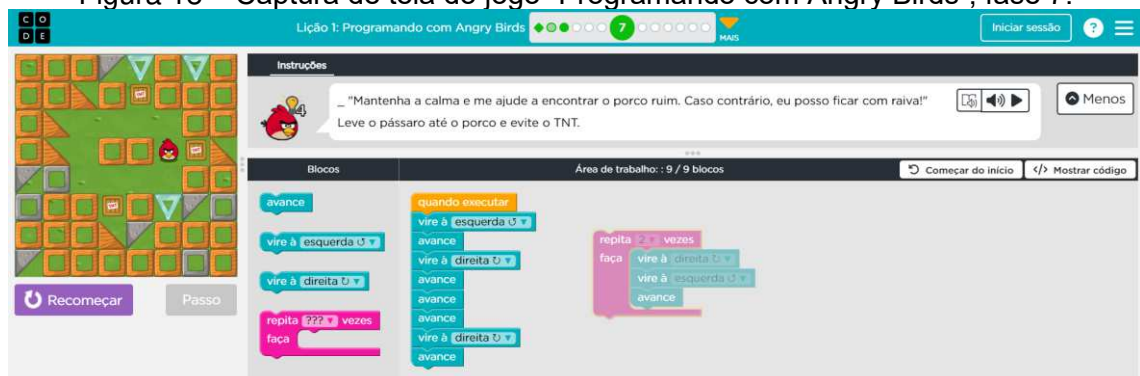 Figura 18 – Captura de tela do jogo "Programando com Angry Birds", fase 7.
C O
D E
Lição 1: Programando com Angry Birds
7
MAIS
Iniciar sessão
?
Instruções
4
_ "Mantenha a calma e me ajude a encontrar o porco ruim. Caso contrário, eu posso ficar com raiva!"
Leve o pássaro até o porco e evite o TNT.
Menos
Blocos
Área de trabalho: : 9 / 9 blocos
Começar do início
</> Mostrar código
avance
vire à esquerda ↺ ▼
vire à direita ↻ ▼
repita ??? ▼ vezes
faça
quando executar
vire à esquerda ↺ ▼
avance
vire à direita ↻ ▼
avance
avance
avance
vire à direita ↻ ▼
avance
repita 2 ▼ vezes
faça
vire à direita ↻ ▼
vire à esquerda ↺ ▼
avance
TNT
TNT
TNT
Recomeçar
Passo